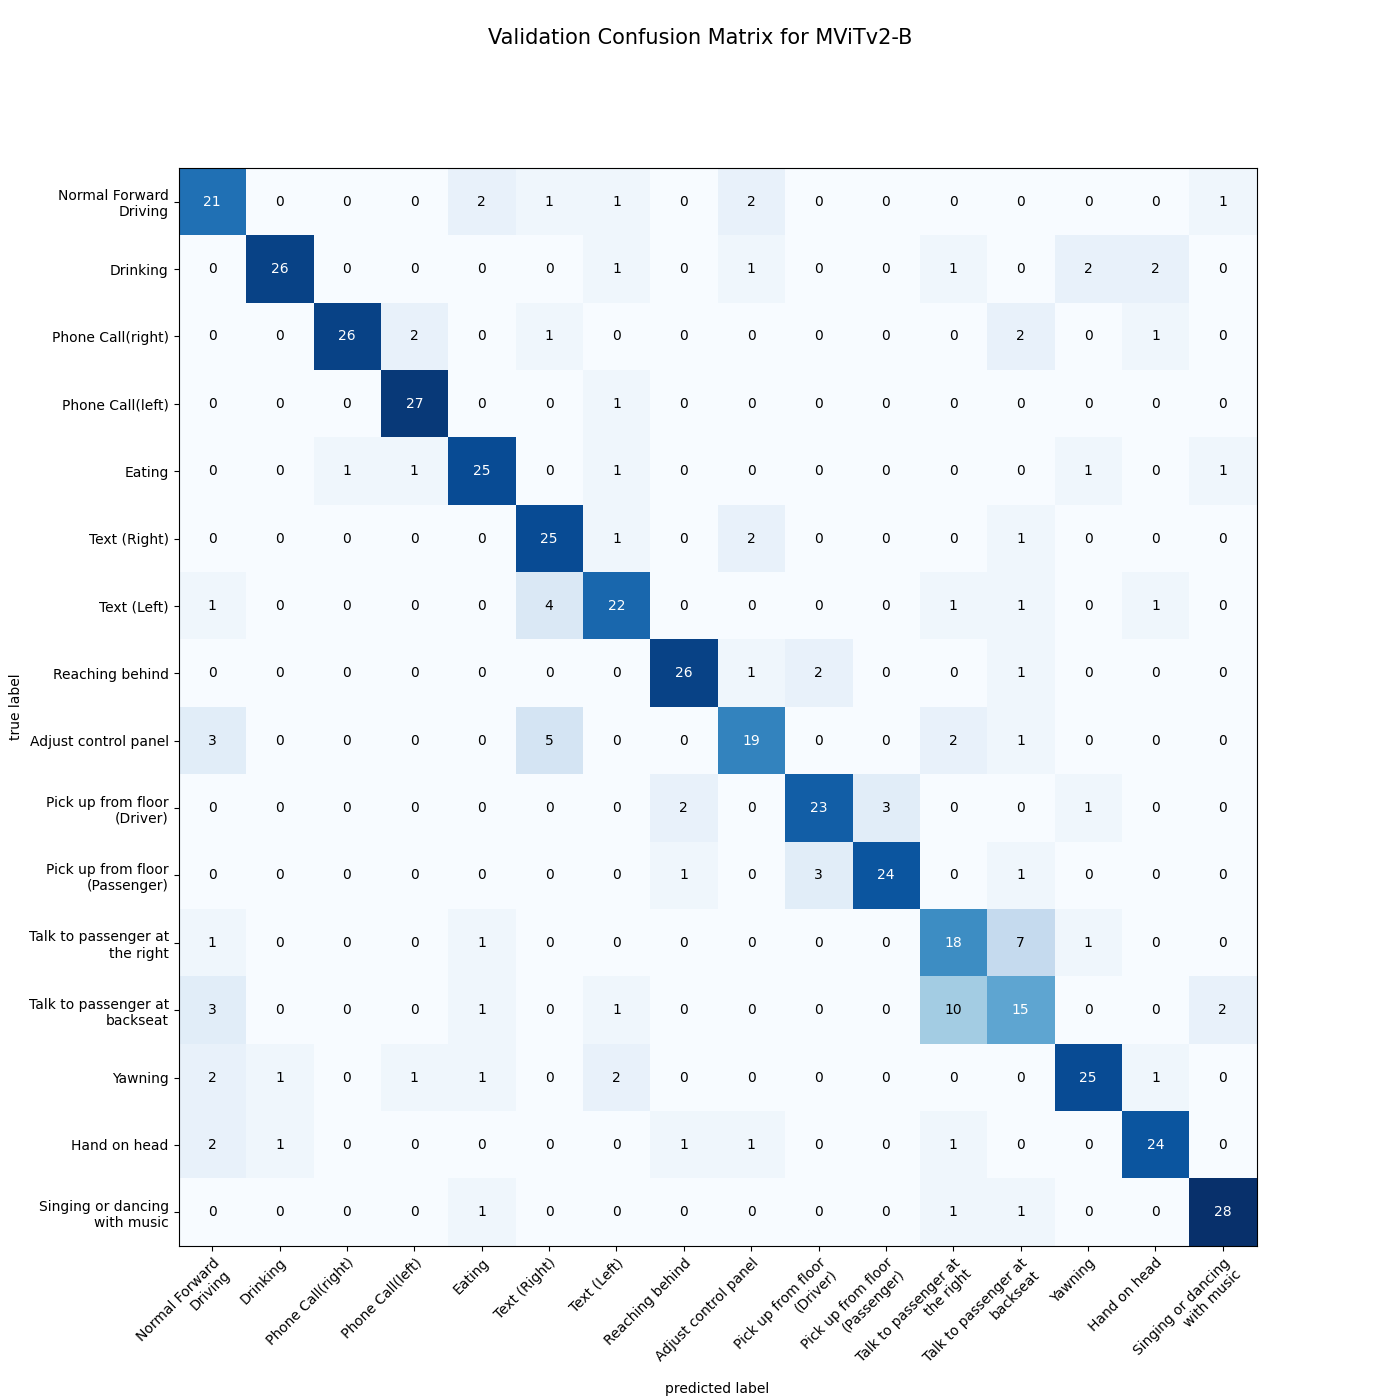 Validation Confusion Matrix for MViTv2-B
Normal Forward
Driving
21 0 0 0 2 1 1 0 2 0 0 0 0 0 0 1
Drinking
0 26 0 0 0 0 1 0 1 0 0 1 0 2 2 0
Phone Call(right)
0 0 26 2 0 1 0 0 0 0 0 0 2 0 1 0
Phone Call(left)
0 0 0 27 0 0 1 0 0 0 0 0 0 0 0 0
Eating
0 0 1 1 25 0 1 0 0 0 0 0 0 1 0 1
Text (Right)
0 0 0 0 0 25 1 0 2 0 0 0 1 0 0 0
Text (Left)
1 0 0 0 0 4 22 0 0 0 0 1 1 0 1 0
Reaching behind
0 0 0 0 0 0 0 26 1 2 0 0 1 0 0 0
Adjust control panel
3 0 0 0 0 5 0 0 19 0 0 2 1 0 0 0
Pick up from floor
(Driver)
0 0 0 0 0 0 0 2 0 23 3 0 0 1 0 0
Pick up from floor
(Passenger)
0 0 0 0 0 0 0 1 0 3 24 0 1 0 0 0
Talk to passenger at
the right
1 0 0 0 1 0 0 0 0 0 0 18 7 1 0 0
Talk to passenger at
backseat
3 0 0 0 1 0 1 0 0 0 0 10 15 0 0 2
Yawning
2 1 0 1 1 0 2 0 0 0 0 0 0 25 1 0
Hand on head
2 1 0 0 0 0 0 1 1 0 0 1 0 0 24 0
Singing or dancing
with music
0 0 0 0 1 0 0 0 0 0 0 1 1 0 0 28
true label
Normal Forward
Driving
Drinking
Phone Call(right)
Phone Call(left)
Eating
Text (Right)
Text (Left)
Reaching behind
Adjust control panel
Pick up from floor
(Driver)
Pick up from floor
(Passenger)
Talk to passenger at
the right
Talk to passenger at
backseat
Yawning
Hand on head
Singing or dancing
with music
predicted label